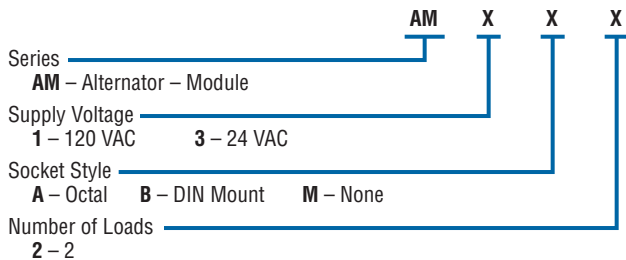 AM X X X
Series
AM – Alternator – Module
Supply Voltage
1 – 120 VAC 3 – 24 VAC
Socket Style
A – Octal B – DIN Mount M – None
Number of Loads
2 – 2